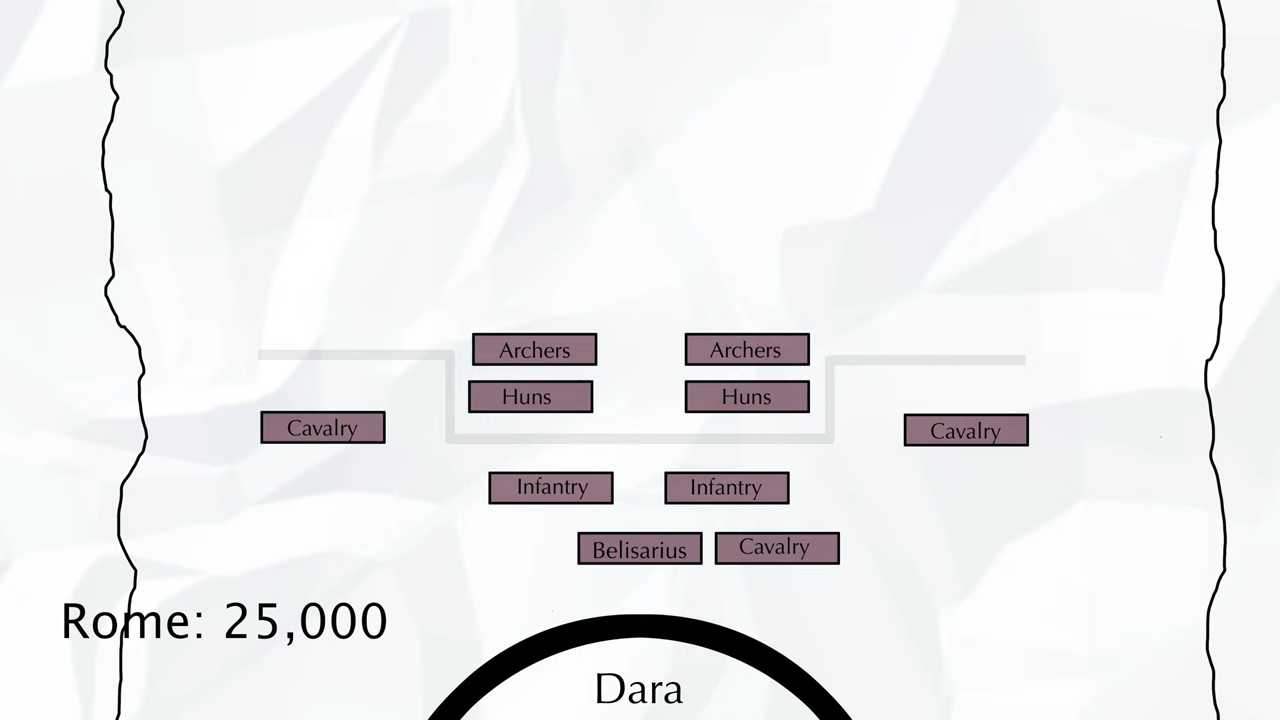 Archers
Archers
Huns
Huns
Cavalry
Cavalry
Infantry
Infantry
Belisarius
Cavalry
Rome: 25,000
Dara